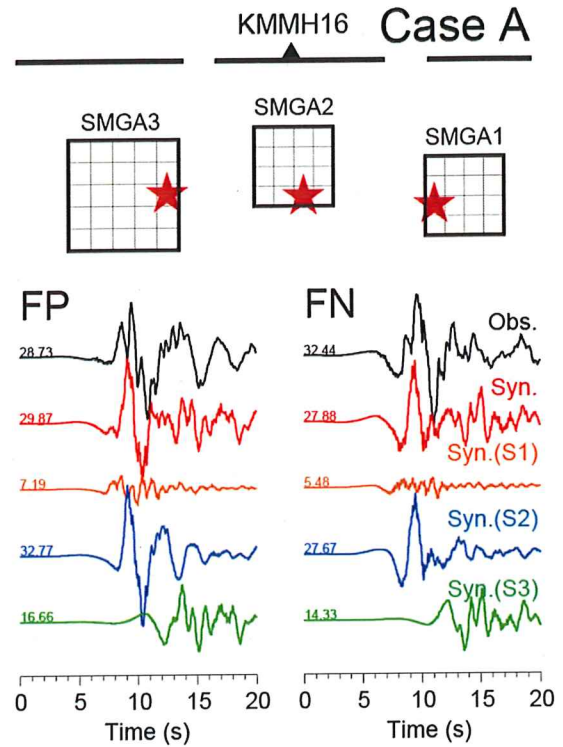 KMMH16 Case A
SMGA3 SMGA2 SMGA1
FP FN
28.73 32.44 Obs.
29.87 27.88 Syn.
7.19 5.48 Syn.(S1)
32.77 27.67 Syn.(S2)
16.66 14.33 Syn.(S3)
0 5 10 15 20 0 5 10 15 20
Time (s) Time (s)